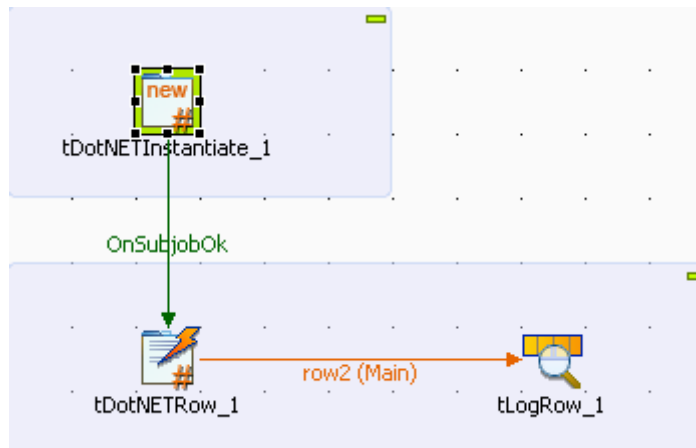 new
#
tDotNETInstantiate_1
OnSubjobOk
#
row2 (Main)
tDotNETRow_1
tLogRow_1